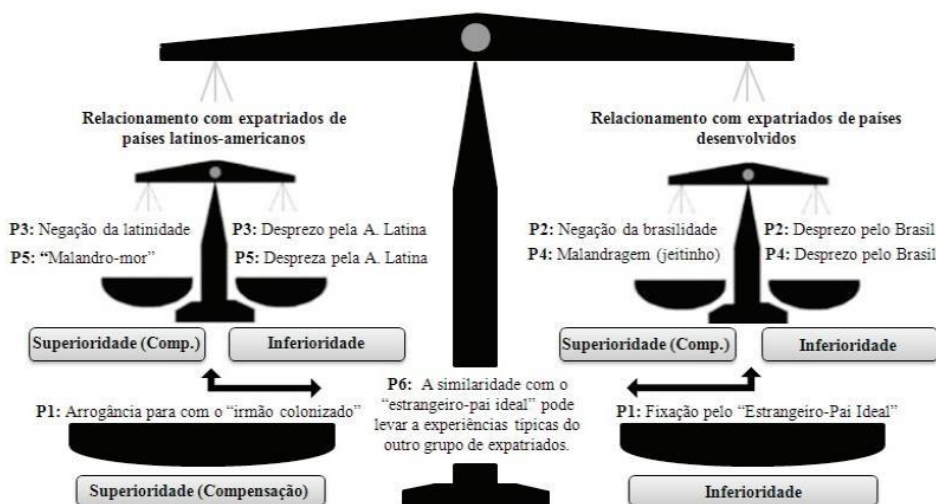 Relacionamento com expatriados de
países latinos-americanos
P3: Negação da latinidade
P5: “Malandro-mor”
P3: Desprezo pela A. Latina
P5: Despreza pela A. Latina
Superioridade (Comp.)
Inferioridade
P1: Arrogância para com o “irmão colonizado”
Superioridade (Compensação)
P6: A similaridade com o
“estrangeiro-pai ideal” pode
levar a experiências típicas do
outro grupo de expatriados.
Relacionamento com expatriados de países
desenvolvidos
P2: Negação da brasilidade
P4: Malandragem (jeitinho)
P2: Desprezo pelo Brasil
P4: Desprezo pelo Brasil
Superioridade (Comp.)
Inferioridade
P1: Fixação pelo “Estrangeiro-Pai Ideal”
Inferioridade